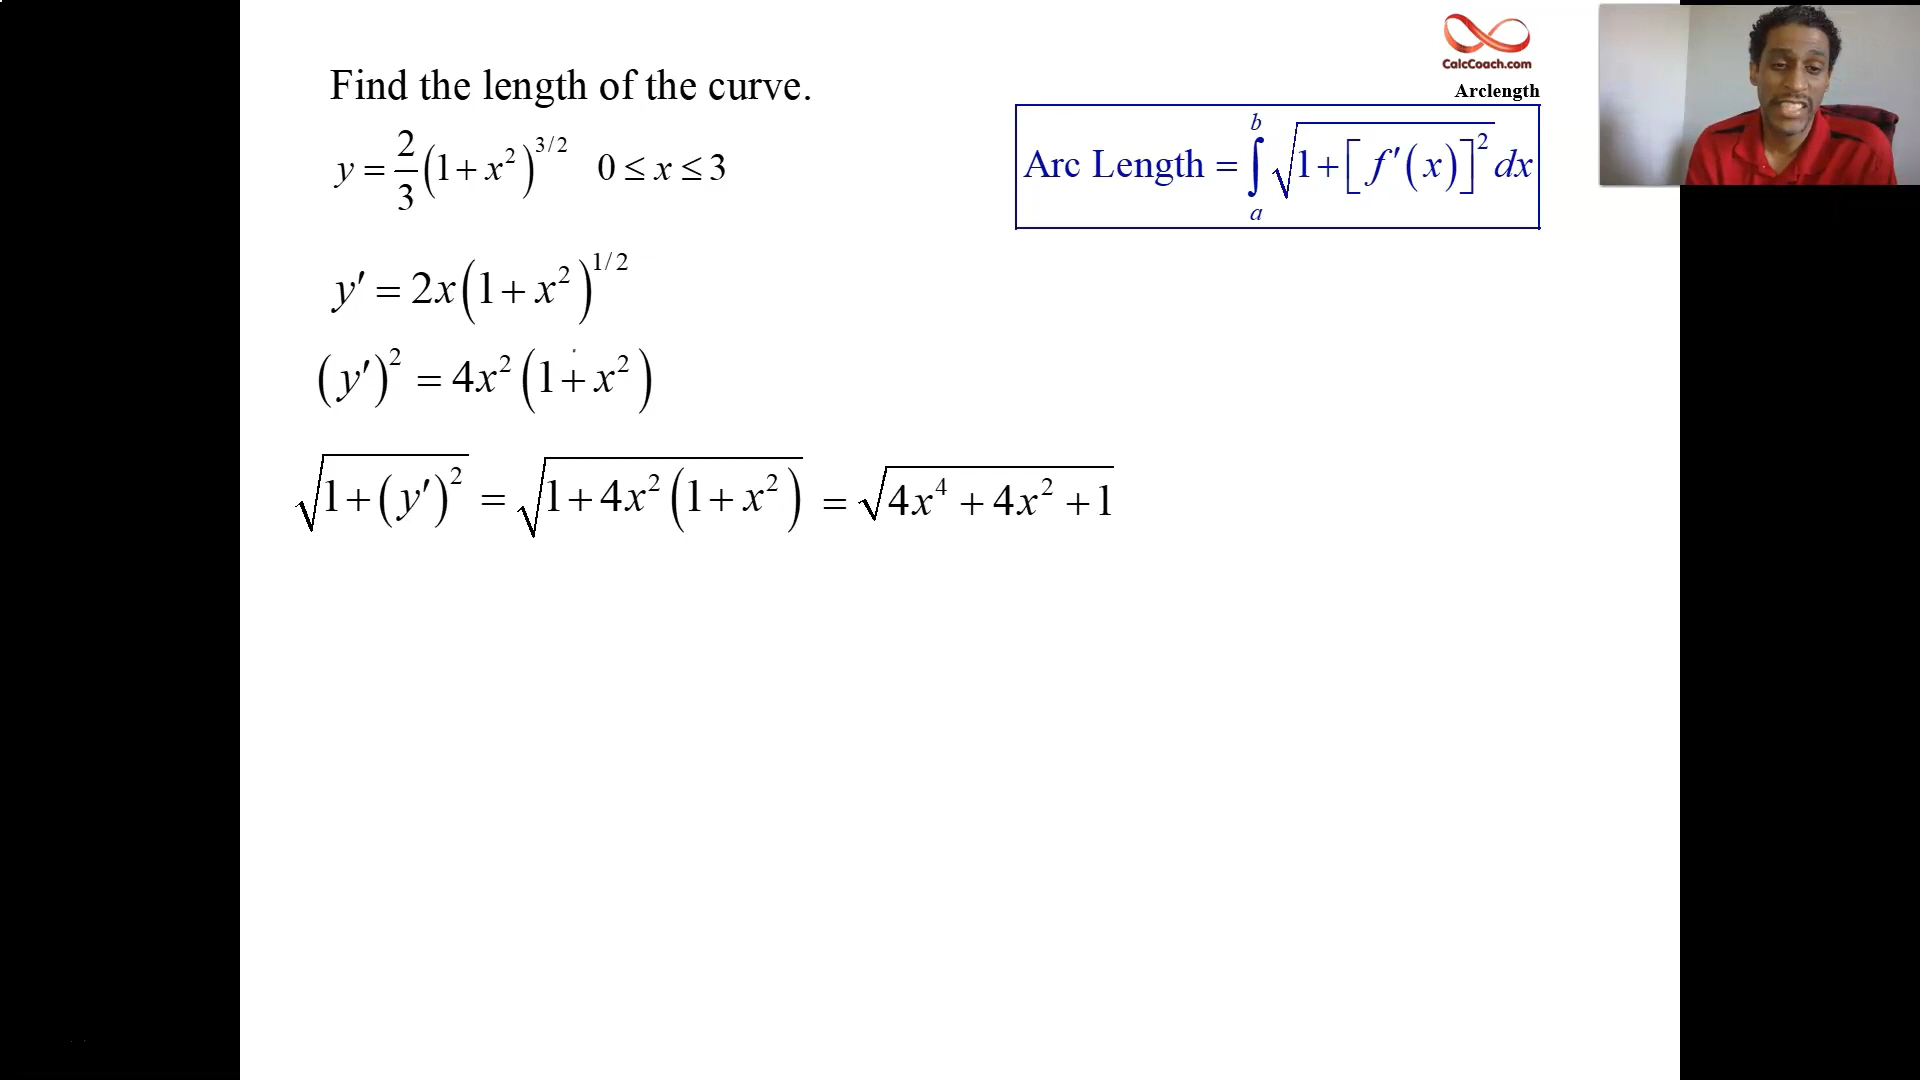 Find the length of the curve.
y = 2/3 (1 + x²)^{3/2}   0 ≤ x ≤ 3
CalcCoach.com
Arclength
Arc Length = ∫_a^b √(1 + [f′(x)]²) dx
y′ = 2x(1 + x²)^{1/2}
(y′)² = 4x²(1 + x²)
√(1 + (y′)²) = √(1 + 4x²(1 + x²)) = √(4x⁴ + 4x² + 1)